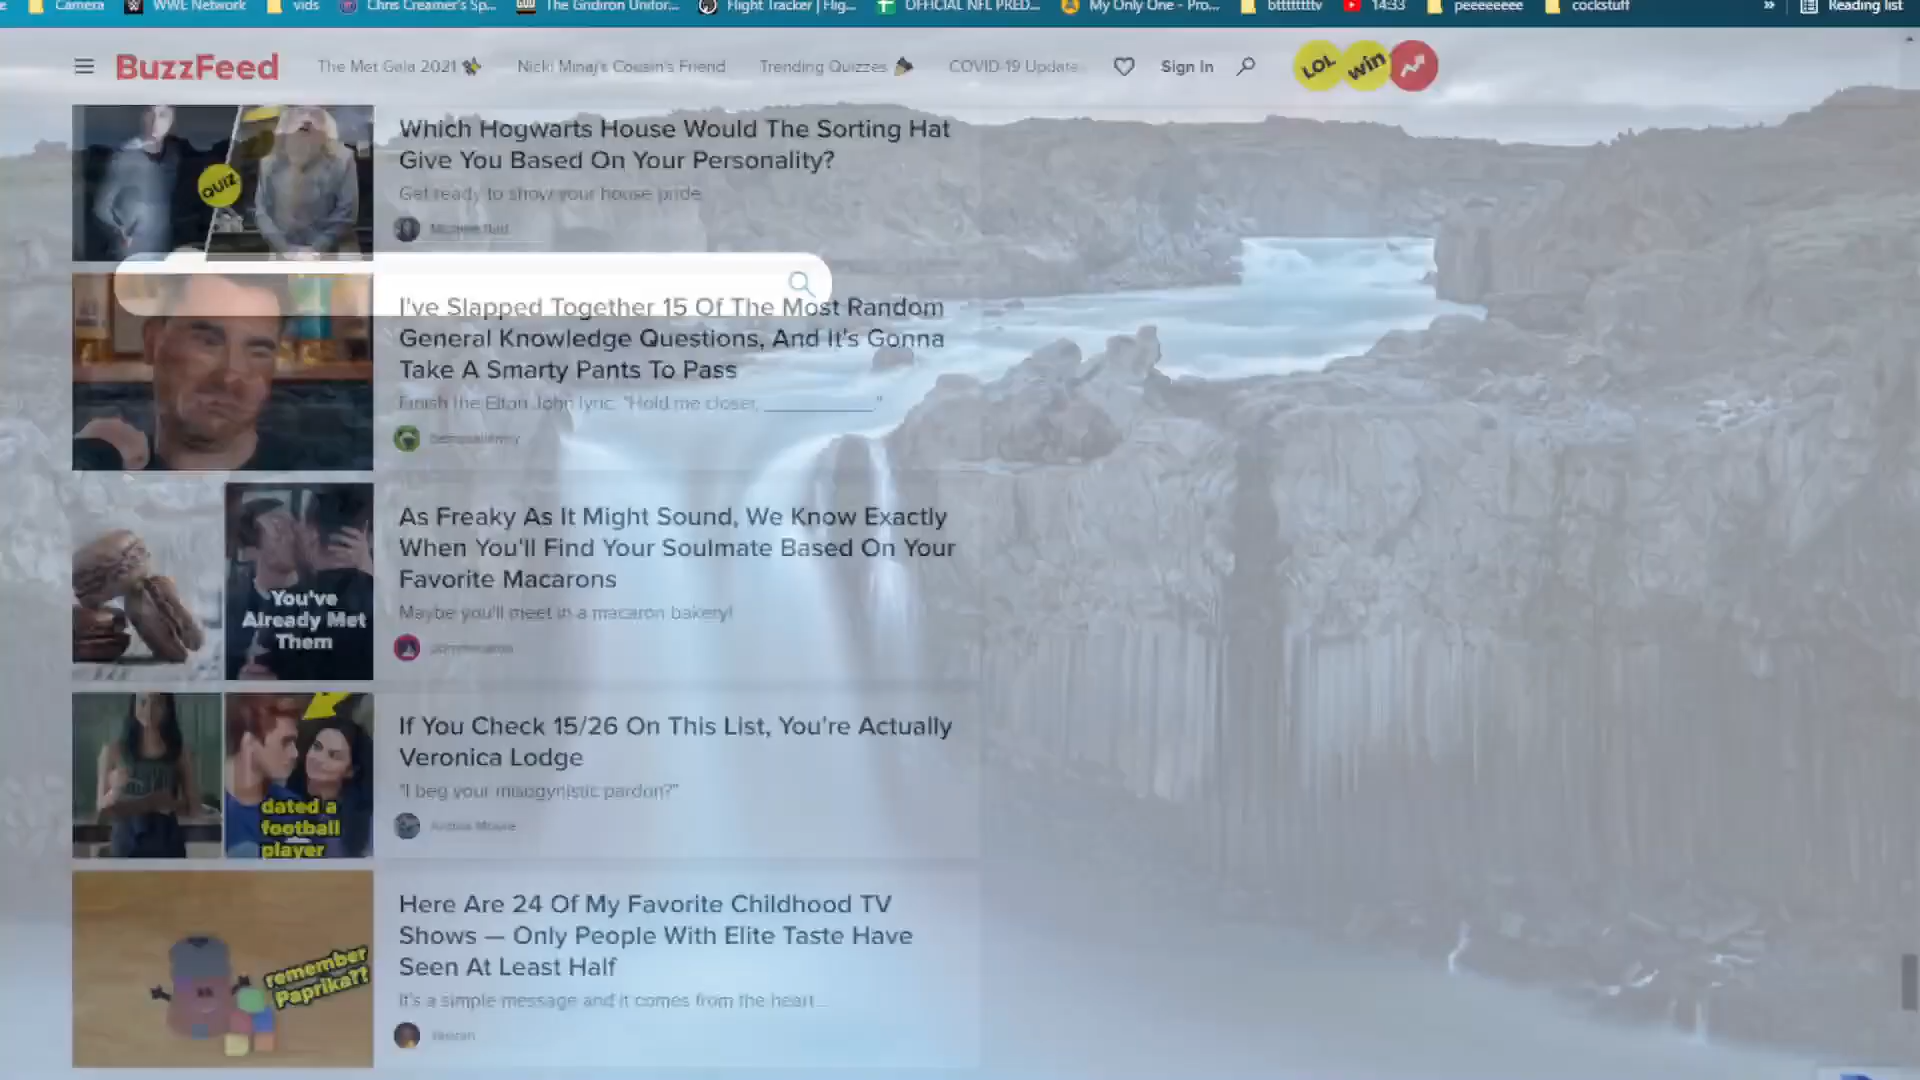 Camera
WWE Network
vids
Chris Creamer's Sp...
The Gridiron Unifor...
Flight Tracker | Flig...
OFFICIAL NFL PRED...
My Only One - Pro...
14:33
peeeeeeee
cockstuff
»
Reading list
BuzzFeed
The Met Gala 2021
Nicki Minaj's Cousin's Friend
Trending Quizzes
COVID-19 Update
Sign In
LOL
win
QUIZ
Which Hogwarts House Would The Sorting Hat
Give You Based On Your Personality?
Get ready to show your house pride.
I've Slapped Together 15 Of The Most Random
General Knowledge Questions, And It's Gonna
Take A Smarty Pants To Pass
Finish the Elton John lyric: "Hold me closer, ___________."
You've
Already Met
Them
As Freaky As It Might Sound, We Know Exactly
When You'll Find Your Soulmate Based On Your
Favorite Macarons
Maybe you'll meet in a macaron bakery!
dated a
football
player
If You Check 15/26 On This List, You're Actually
Veronica Lodge
"I beg your misogynistic pardon?"
remember
Paprika??
Here Are 24 Of My Favorite Childhood TV
Shows — Only People With Elite Taste Have
Seen At Least Half
It's a simple message and it comes from the heart...